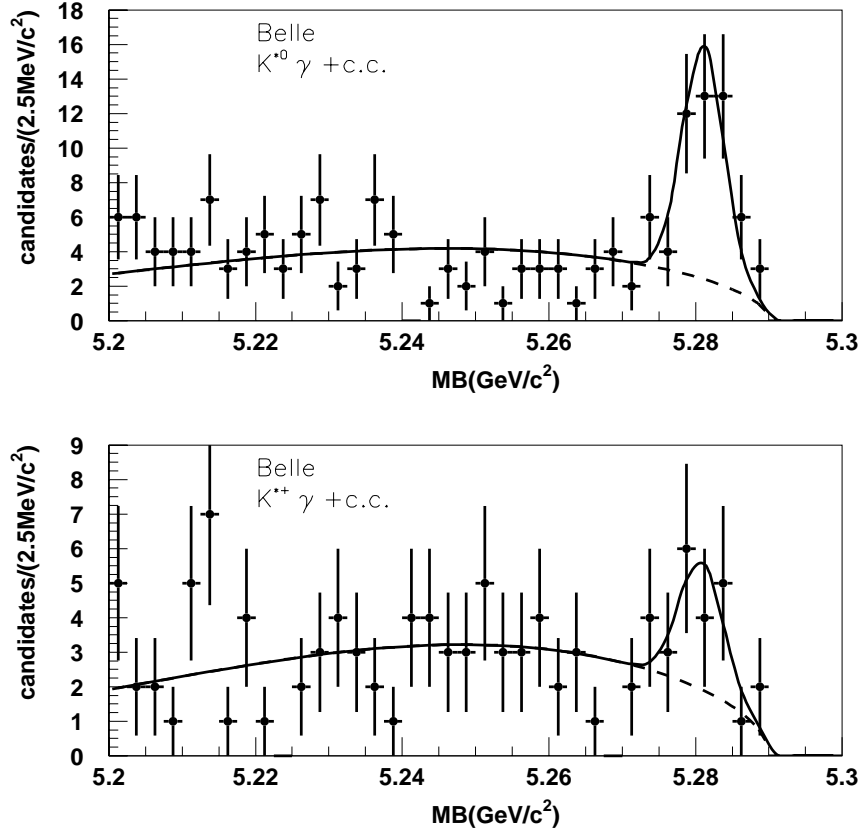 candidates/(2.5MeV/c²)
18
16
14
12
10
8
6
4
2
0
Belle
K*⁰ γ +c.c.
5.2 5.22 5.24 5.26 5.28 5.3
MB(GeV/c²)
candidates/(2.5MeV/c²)
9
8
7
6
5
4
3
2
1
0
Belle
K*⁺ γ +c.c.
5.2 5.22 5.24 5.26 5.28 5.3
MB(GeV/c²)